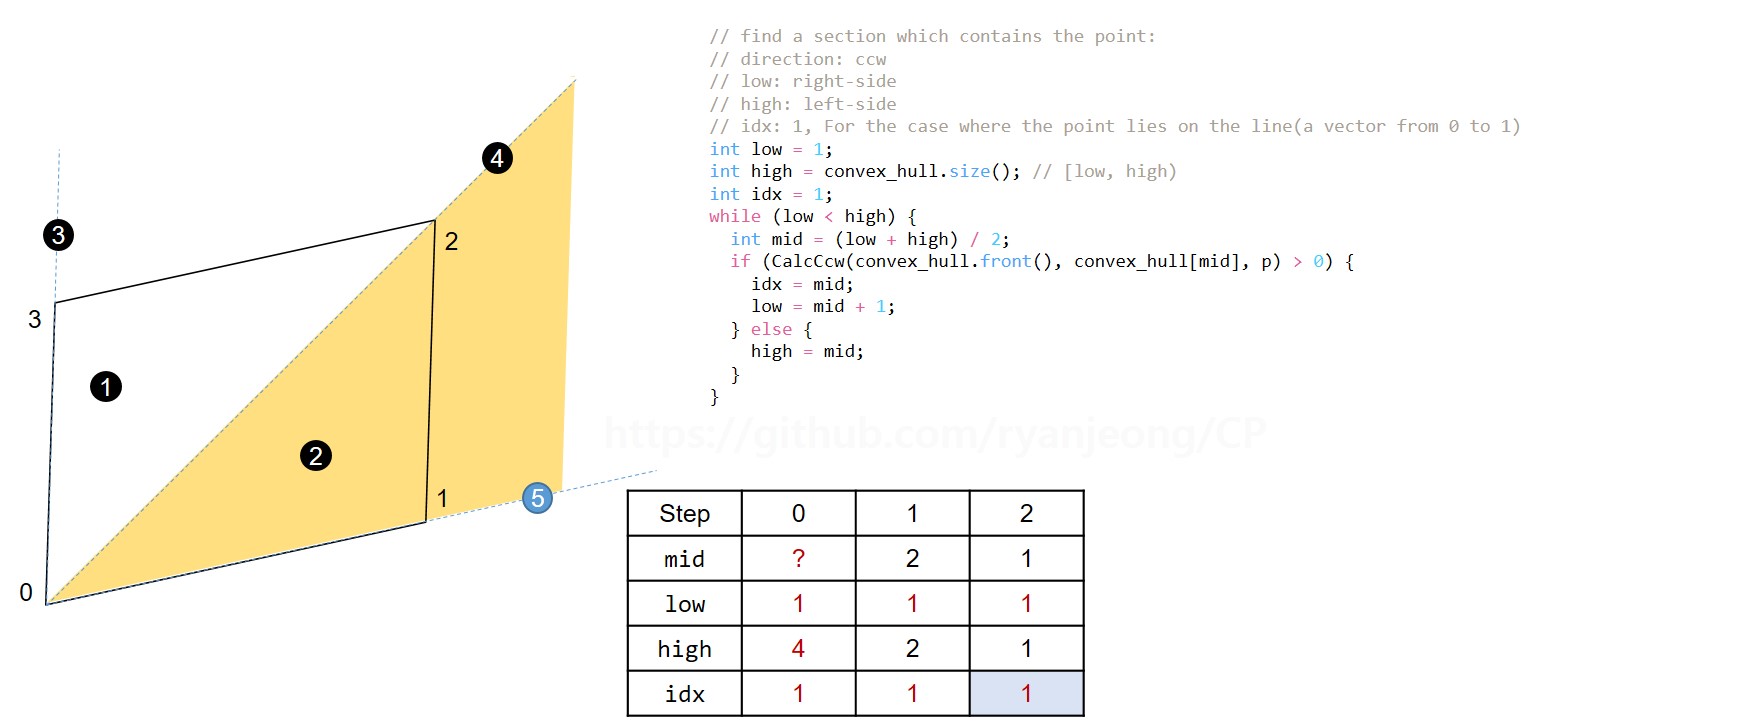 // find a section which contains the point:
// direction: ccw
// low: right-side
// high: left-side
// idx: 1, For the case where the point lies on the line(a vector from 0 to 1)
int low = 1;
int high = convex_hull.size(); // [low, high)
int idx = 1;
while (low < high) {
int mid = (low + high) / 2;
if (CalcCcw(convex_hull.front(), convex_hull[mid], p) > 0) {
idx = mid;
low = mid + 1;
} else {
high = mid;
}
}
4
3
2
3
1
2
1
5
0
https://github.com/ryanjeong/CP
Step 0 1 2
mid ? 2 1
low 1 1 1
high 4 2 1
idx 1 1 1